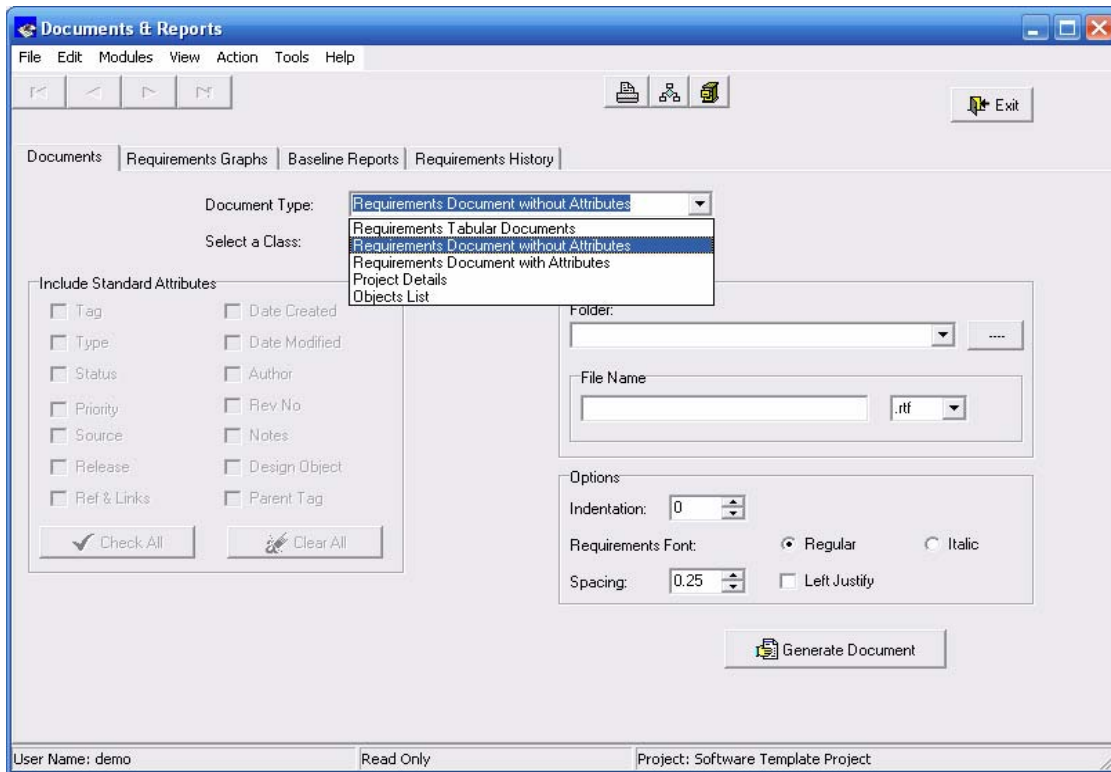 Documents & Reports
File Edit Modules View Action Tools Help
Exit
Documents Requirements Graphs Baseline Reports Requirements History
Document Type: Requirements Document without Attributes
Select a Class:
Requirements Tabular Documents
Requirements Document without Attributes
Requirements Document with Attributes
Project Details
Objects List
Include Standard Attributes
Tag Date Created
Type Date Modified
Status Author
Priority Rev No
Source Notes
Release Design Object
Ref & Links Parent Tag
Check All Clear All
Folder:
----
File Name
.rtf
Options
Indentation: 0
Requirements Font: Regular Italic
Spacing: 0.25 Left Justify
Generate Document
User Name: demo Read Only Project: Software Template Project